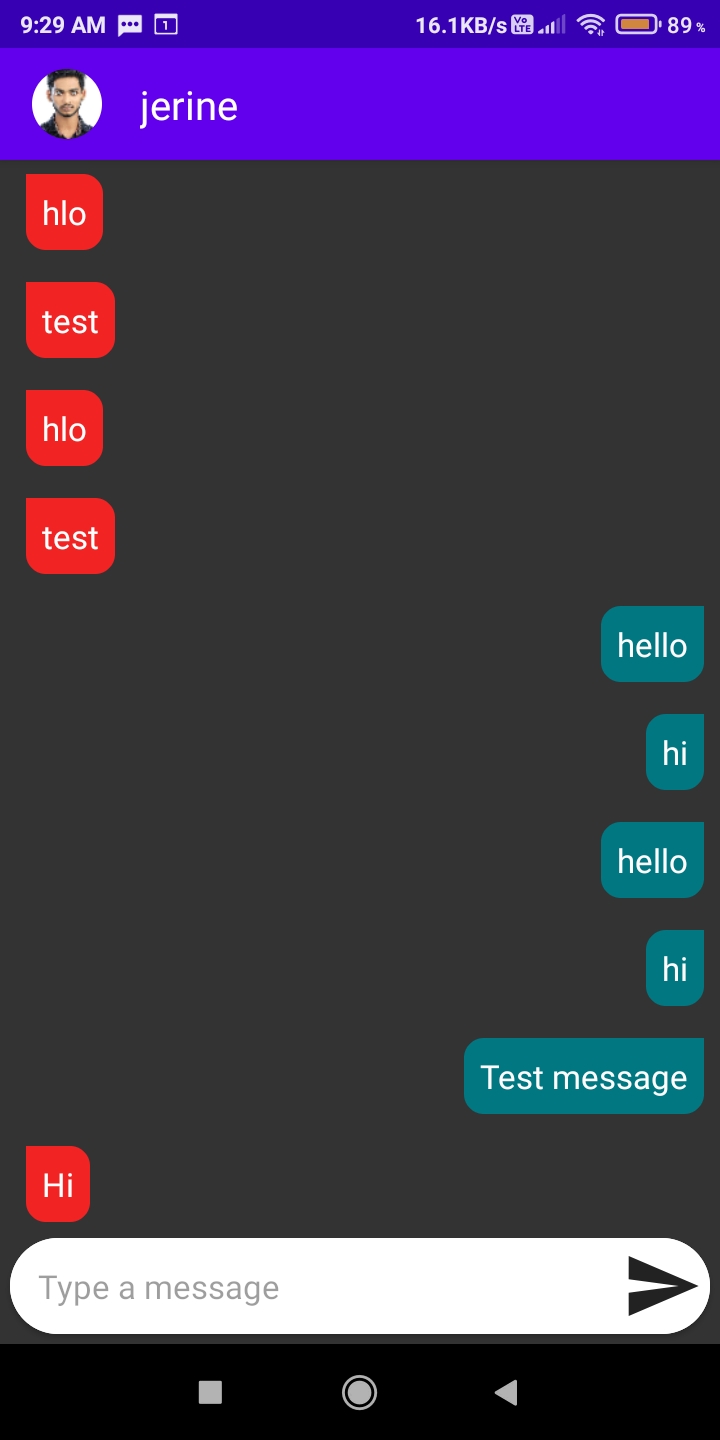 9:29 AM 1 16.1KB/s Vo LTE 89 %
jerine
hlo
test
hlo
test
hello
hi
hello
hi
Test message
Hi
Type a message